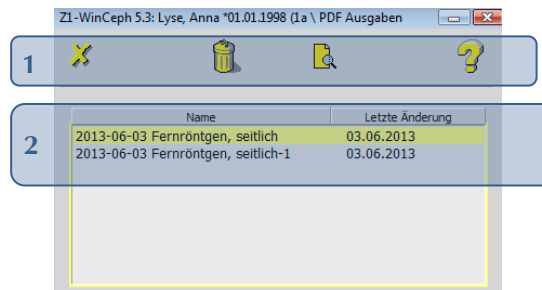 Z1-WinCeph 5.3: Lyse, Anna *01.01.1998 (1a \ PDF Ausgaben
1
2
Name Letzte Änderung
2013-06-03 Fernröntgen, seitlich 03.06.2013
2013-06-03 Fernröntgen, seitlich-1 03.06.2013